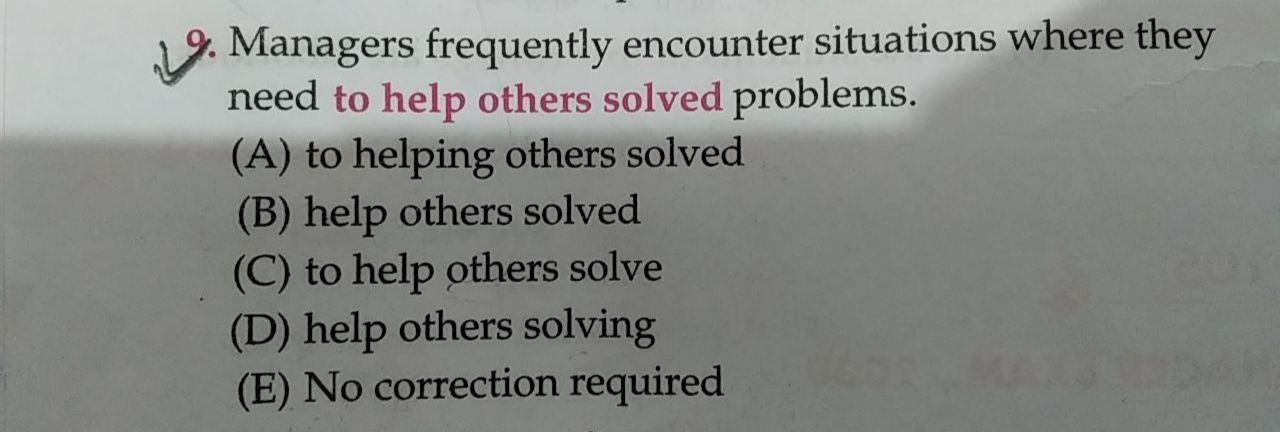 9. Managers frequently encounter situations where they
need to help others solved problems.
(A) to helping others solved
(B) help others solved
(C) to help others solve
(D) help others solving
(E) No correction required